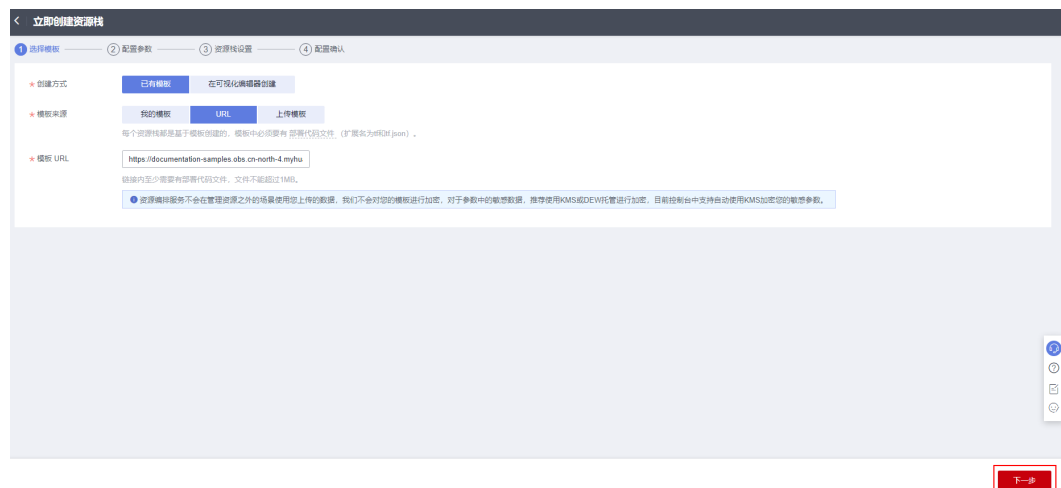 立即创建资源栈
1 选择模板 2 配置参数 3 资源栈设置 4 配置确认
* 创建方式 已有模板 在可视化编辑器创建
* 模板来源 我的模板 URL 上传模板
每个资源栈都是基于模板创建的，模板中必须要有 部署代码文件 （扩展名为tf和tf.json）。
* 模板 URL https://documentation-samples.obs.cn-north-4.myhu
链接内至少需要有部署代码文件，文件不能超过1MB。
资源编排服务不会在管理资源之外的场景使用您上传的数据，我们不会对您的模板进行加密，对于参数中的敏感数据，推荐使用KMS或DEW托管进行加密，目前控制台中支持自动使用KMS加密您的敏感参数。
下一步